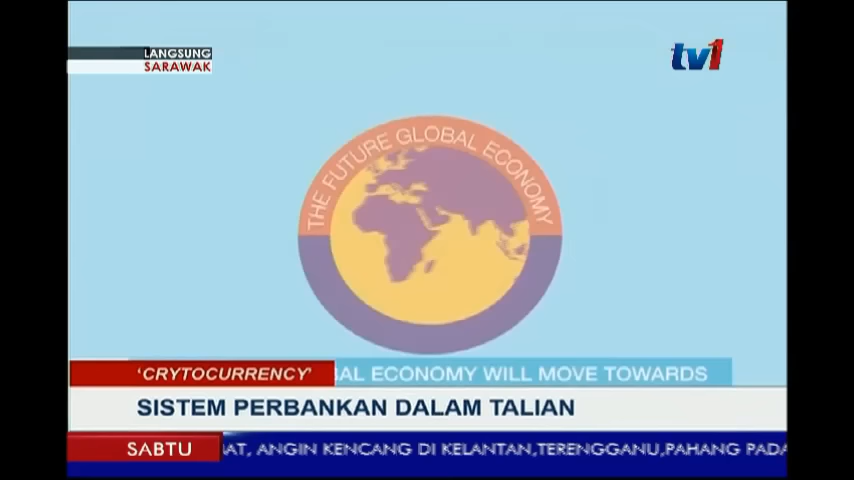 LANGSUNG
SARAWAK
tv1
THE FUTURE GLOBAL ECONOMY
'CRYTOCURRENCY'
BAL ECONOMY WILL MOVE TOWARDS
SISTEM PERBANKAN DALAM TALIAN
SABTU
AT, ANGIN KENCANG DI KELANTAN,TERENGGANU,PAHANG PADA